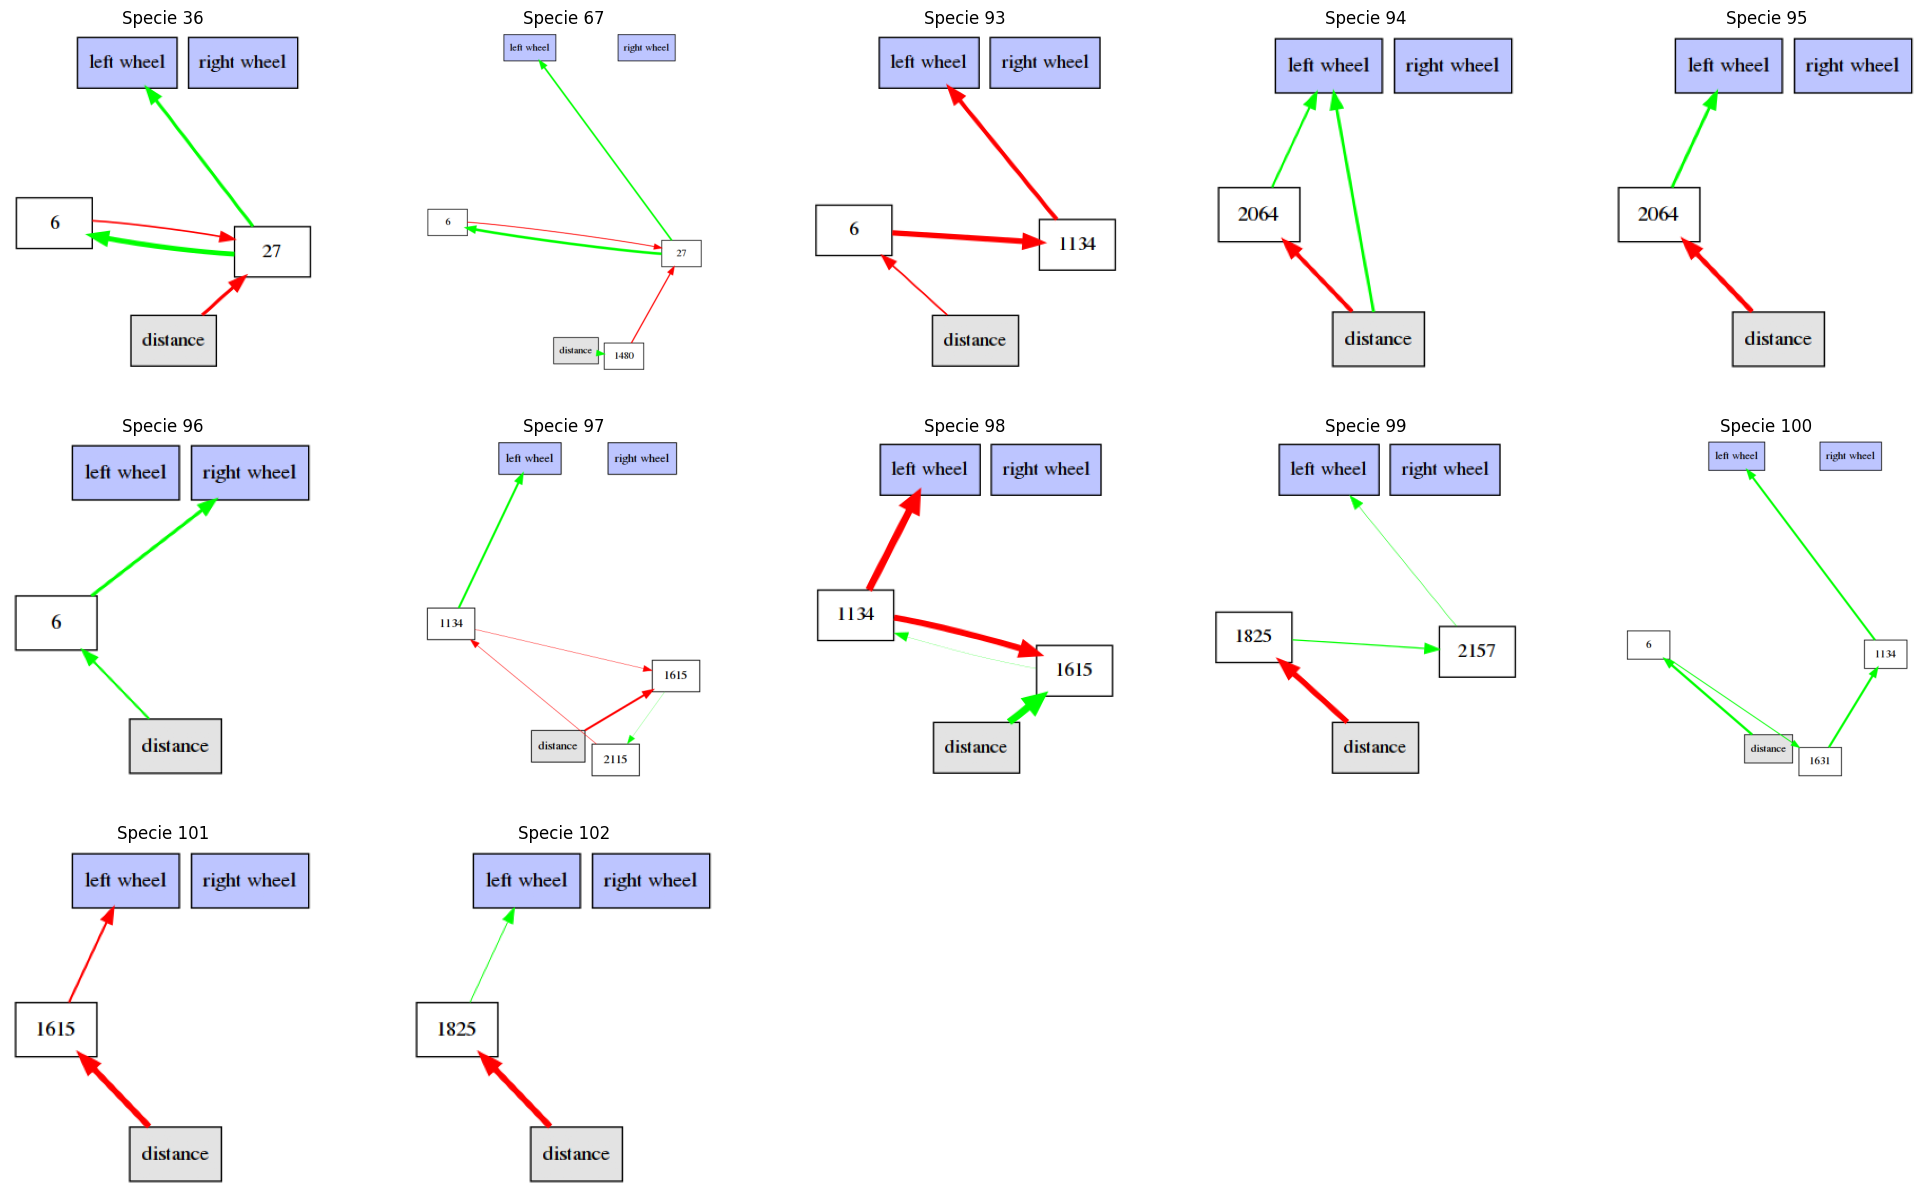 Specie 36
left wheel
right wheel
6
27
distance
Specie 67
left wheel
right wheel
6
27
distance
1480
Specie 93
left wheel
right wheel
6
1134
distance
Specie 94
left wheel
right wheel
2064
distance
Specie 95
left wheel
right wheel
2064
distance
Specie 96
left wheel
right wheel
6
distance
Specie 97
left wheel
right wheel
1134
1615
distance
2115
Specie 98
left wheel
right wheel
1134
1615
distance
Specie 99
left wheel
right wheel
1825
2157
distance
Specie 100
left wheel
right wheel
6
1134
distance
1631
Specie 101
left wheel
right wheel
1615
distance
Specie 102
left wheel
right wheel
1825
distance